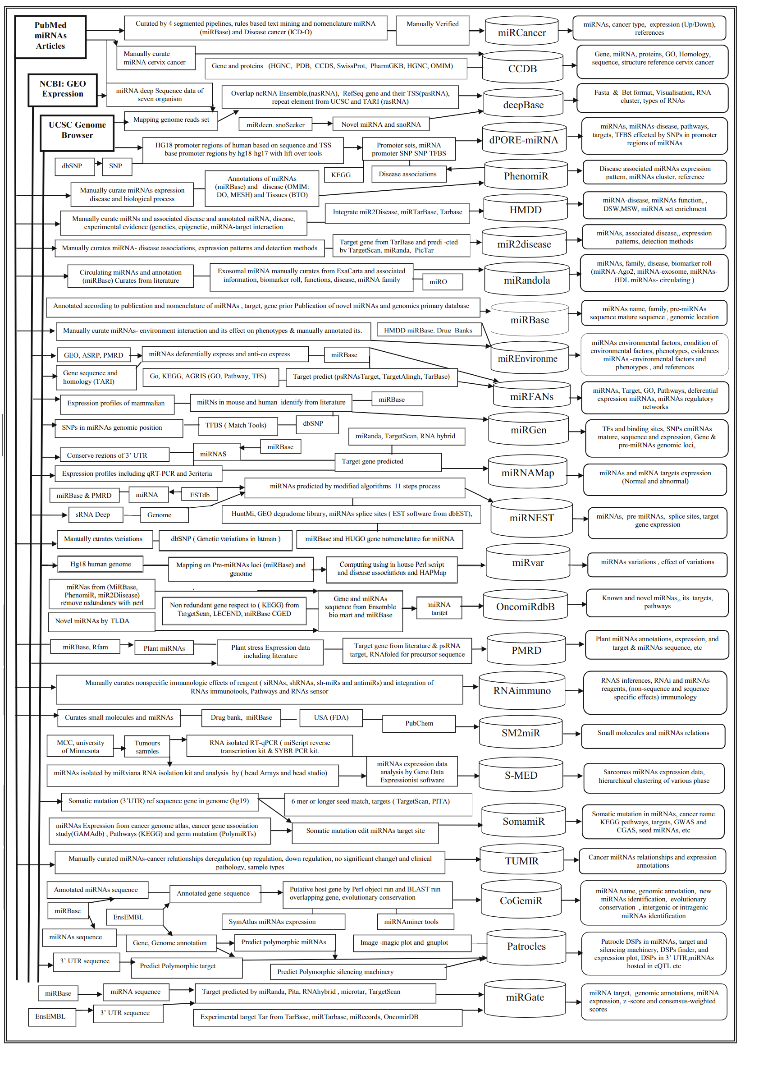 PubMed
miRNAs
Articles
Curated by 4 segmented pipelines, rules based text mining and nomenclature miRNA
(miRBase) and Disease cancer (ICD-O)
Manually Verified
miRCancer
miRNAs, cancer type, expression (Up/Down),
references
Manually curate
miRNA cervix cancer
Gene and proteins (HGNC, PDB, CCDS, SwissProt, PharmGKB, HGNC, OMIM)
CCDB
Gene, miRNA, proteins, GO, Homology,
sequence, structure reference cervix cancer
NCBI: GEO
Expression
miRNA deep Sequence data of
seven organism
Overlap ncRNA Ensemble,(nasRNA), RefSeq gene and their TSS(pasRNA),
repeat element from UCSC and TARI (rasRNA)
deepBase
Fasta & Bet format, Visualisation, RNA
cluster, types of RNAs
UCSC Genome
Browser
Mapping genome reads set
miRdeen, snoSeeker
Novel miRNA and snoRNA
HG18 promoter regions of human based on sequence and TSS
base promoter regions by hg18-hg17 with lift over tools
Promoter sets, miRNA
promoter SNP SNP TFBS
dPORE-miRNA
miRNAs, miRNAs-disease, pathways,
targets, TFBS effected by SNPs in promoter
regions of miRNAs
dbSNP
SNP
KEGG
Disease associations
Annotations of miRNAs
(miRBase) and disease (OMIM:
DO, MESH) and Tissues (BTO)
PhenomiR
Disease associated miRNAs expression
pattern, miRNAs cluster, reference
Manually curate miRNAs expression
disease and biological process
Manually curate miRNAs and associated disease and annotated miRNA, disease,
experimental evidence (genetics, epigenetic, miRNA-target interaction
Integrate miR2Disease, miRTarBase, Tarbase
HMDD
miRNA-disease, miRNAs function, ,
DSW,MSW, miRNA set enrichment
Manually curates miRNA- disease associations, expression patterns and detection methods
Target gene from TarBase and predi -cted
by TargetScan, miRanda, PicTar
miR2disease
miRNAs, associated disease,, expression
patterns, detection methods
Circulating miRNAs and annotation
(miRBase) Curates from literature
Exosomal miRNA manually curates from ExaCarta and associated
information, biomarker roll, functions, disease, miRNA family
miRO
miRandola
miRNAs, family, disease, biomarker roll
(miRNA-Ago2, miRNA-exosome, miRNAs-
HDL miRNAs- circulating )
Annotated according to publication and nomenclature of miRNAs , target, gene prior Publication of novel miRNAs and genomics primary database
miRBase
miRNAs name, family, pre-miRNAs
sequence mature sequence , genomic location
Manually curate miRNAs- environment interaction and its effect on phenotypes & manually annotated its.
HMDD miRBase, Drug Banks
miREnvironme
miRNAs environmental factors, condition of
environmental factors, phenotypes, evidences
miRNAs -environmental factors and
phenotypes , and references
GEO, ASRP, PMRD
miRNAs deferentially express and anti-co express
miRBase
Gene sequence and
homology (TARI)
Go, KEGG, AGRIS (GO, Pathway, TFS)
Target predict (psRNAsTarget, TargetAlingh, TarBase)
miRFANs
miRNAs, Target, GO, Pathways, deferential
expression miRNAs, miRNAs regulatory
networks
Expression profiles of mammalian
miRNs in mouse and human identify from literature
miRBase
SNPs in miRNAs genomic position
TFBS ( Match Tools)
dbSNP
miRGen
TFs and binding sites, SNPs cmiRNAs
mature, sequence and expression, Gene &
pre-miRNAs genomic loci,
miRanda, TargetScan, RNA hybrid
Conserve regions of 3' UTR
miRNAS
miRBase
Target gene predicted
Expression profiles including qRT-PCR and 3criteria
miRNAMap
miRNAs and mRNA targets expression
(Normal and abnormal)
miRBase & PMRD
miRNA
ESTdb
miRNAs predicted by modified algorithms 11 steps process
sRNA Deep
Genome
HuntMi, GEO degradome library, miRNAs splice sites ( EST software from dbEST),
miRNEST
miRNAs, pre-miRNAs, splice sites, target
gene expression
Manually curates variations
dbSNP ( Genetic variations in human )
miRBase and HUGO gene nomenclature for miRNA
Hg18 human genome
Mapping on Pre-miRNAs loci (miRBase) and
genome
Computing using in house Perl script
and disease associations and HAPMap
miRvar
miRNAs variations , effect of variations
miRNAs from (MiRBase,
PhenomiR, miR2Disease)
remove redundancy with nerl
Non redundant gene respect to ( KEGG) from
TargetScan, LECEND, miRBase CGED
Gene and miRNAs
sequence from Ensemble
bio mart and miRBase
miRNA
target
OncomiRdbB
Known and novel miRNAs,, its targets,
pathways
Novel miRNAs by TLDA
miRBase, Rfam
Plant miRNAs
Plant stress Expression data
including literature
Target gene from literature & psRNA
target, RNAfoled for precursor sequence
PMRD
Plant miRNAs annotations, expression, and
target & miRNAs sequence, etc
Manually curates nonspecific immunologic effects of reagent ( siRNAs, shRNAs, sh-miRs and antimiRs) and integration of
RNAs immunotools, Pathways and RNAs sensor
RNAimmuno
RNAS inferences, RNAi and miRNAs
reagents, (non-sequence and sequence
specific effects) immunology
Curates small molecules and miRNAs
Drug bank, miRBase
USA (FDA)
PubChem
SM2miR
Small molecules and miRNAs relations
MCC, university
of Minnesota
Tumours
samples
RNA isolated RT-qPCR ( miScript reverse
transcription kit & SYBR PCR kit.
miRNAs isolated by mIRviana RNA isolation kit and analysis by ( bead Arrays and bead studio)
miRNAs expression data
analysis by Gene Data
Expressionist software
S-MED
Sarcomas miRNAs expression data,
hierarchical clustering of various phase
Somatic mutation (3'UTR) ref sequence gene in genome (hg19)
6 mer or longer seed match, targets ( TargetScan, PITA)
SomamiR
Somatic mutation in miRNAs, cancer name
KEGG pathways, targets, GWAS and
CGAS, seed miRNAs, etc
miRNAs Expression from cancer genome atlas, cancer gene association
study(GAMAdb) , Pathways (KEGG) and germ mutation (PolymiRTs)
Somatic mutation edit miRNAs target site
Manually curated miRNAs-cancer relationships deregulation (up regulation, down regulation, no significant change) and clinical
pathology, sample types
TUMIR
Cancer miRNAs relationships and expression
annotations
Annotated miRNAs sequence
Annotated gene sequence
Putative host gene by Perl object run and BLAST run
overlapping gene, evolutionary conservation
CoGemiR
miRNA name, genomic annotation, new
miRNAs identification, evolutionary
conservation , intergenic or intragenic
miRNAs identification
miRBase
EnsEMBL
SymAtlas miRNAs expression
miRNAminer tools
miRNAs sequence
Gene, Genome annotation
Predict polymorphic miRNAs
Image -magic plot and gnuplot
Patrocles
Patrocle DSPs in miRNAs, target and
silencing machinery, DSPs finder, and
expression plot, DSPs in 3' UTR,miRNAs
hosted in eQTL etc
3' UTR sequence
Predict Polymorphic target
Predict Polymorphic silencing machinery
miRBase
miRNA sequence
Target predicted by miRanda, Pita, RNAhybrid , microtar, TargetScan
miRGate
miRNA target, genomic annotations, miRNA
expression, z -score and consensus-weighted
scores
EnsEMBL
3' UTR sequence
Experimental target Tar from TarBase, miRTarbase, miRecords, OncomirDB